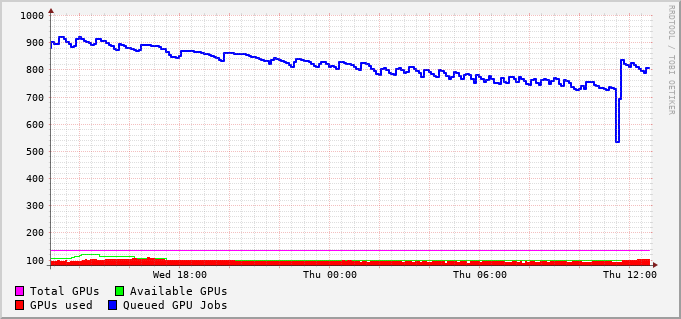 1000
900
800
700
600
500
400
300
200
100
Wed 18:00 Thu 00:00 Thu 06:00 Thu 12:00
Total GPUs Available GPUs
GPUs used Queued GPU Jobs
RRDTOOL / TOBI OETIKER